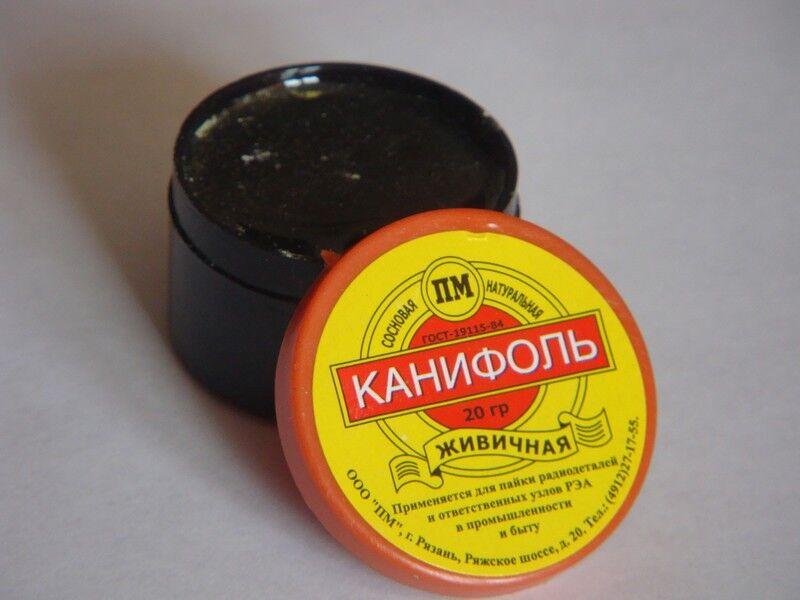 ПМ
СОСНОВАЯ НАТУРАЛЬНАЯ
ГОСТ-19115-84
КАНИФОЛЬ
20 гр
ЖИВИЧНАЯ
Применяется для пайки радиодеталей
и ответственных узлов РЭА
в промышленности
и быту
ООО "ПМ", г. Рязань, Ряжское шоссе, д. 20. Тел.: (4912)27-17-55.